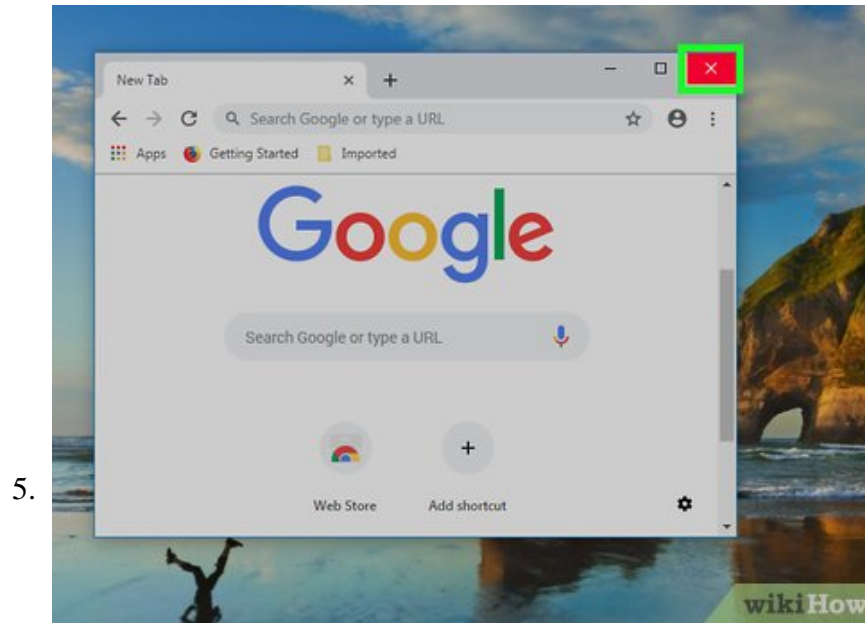 New Tab
Search Google or type a URL
Apps Getting Started Imported
Google
Search Google or type a URL
Web Store Add shortcut
5.
wikiHow